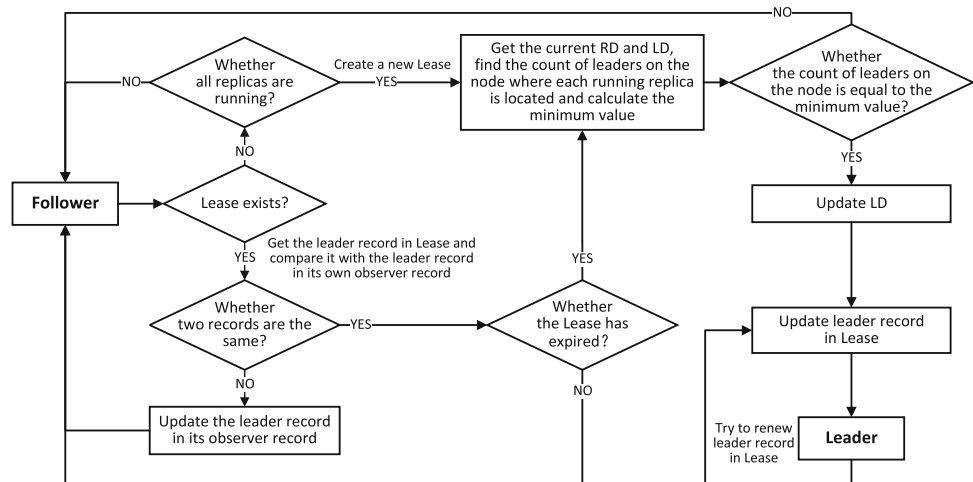 NO
Whether
all replicas are
running?
NO
Create a new Lease
YES
Get the current RD and LD,
find the count of leaders on the
node where each running replica
is located and calculate the
minimum value
Whether
the count of leaders on
the node is equal to the
minimum value?
NO
YES
Follower
Lease exists?
Update LD
YES
Get the leader record in Lease and
compare it with the leader record
in its own observer record
YES
Whether
two records are the
same?
YES
Whether
the Lease has
expired?
Update leader record
in Lease
NO
NO
Update the leader record
in its observer record
Try to renew
leader record
in Lease
Leader